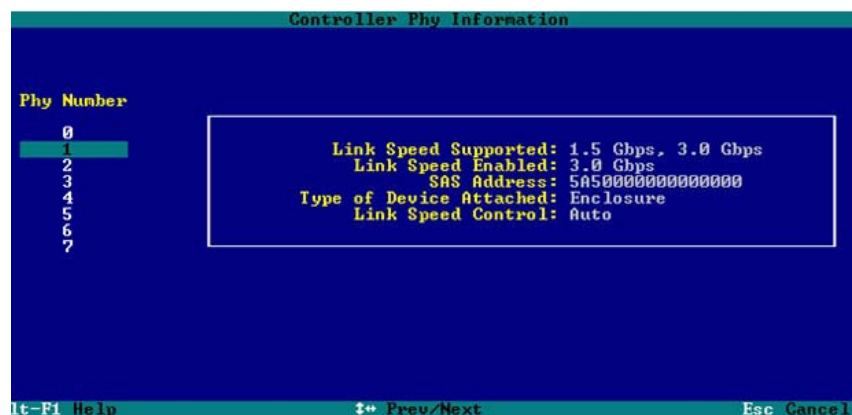 Controller Phy Information
Phy Number
0
1
2
3
4
5
6
7
Link Speed Supported: 1.5 Gbps, 3.0 Gbps
Link Speed Enabled: 3.0 Gbps
SAS Address: 5A50000000000000
Type of Device Attached: Enclosure
Link Speed Control: Auto
lt-F1 Help ↕↔ Prev/Next Esc Cancel